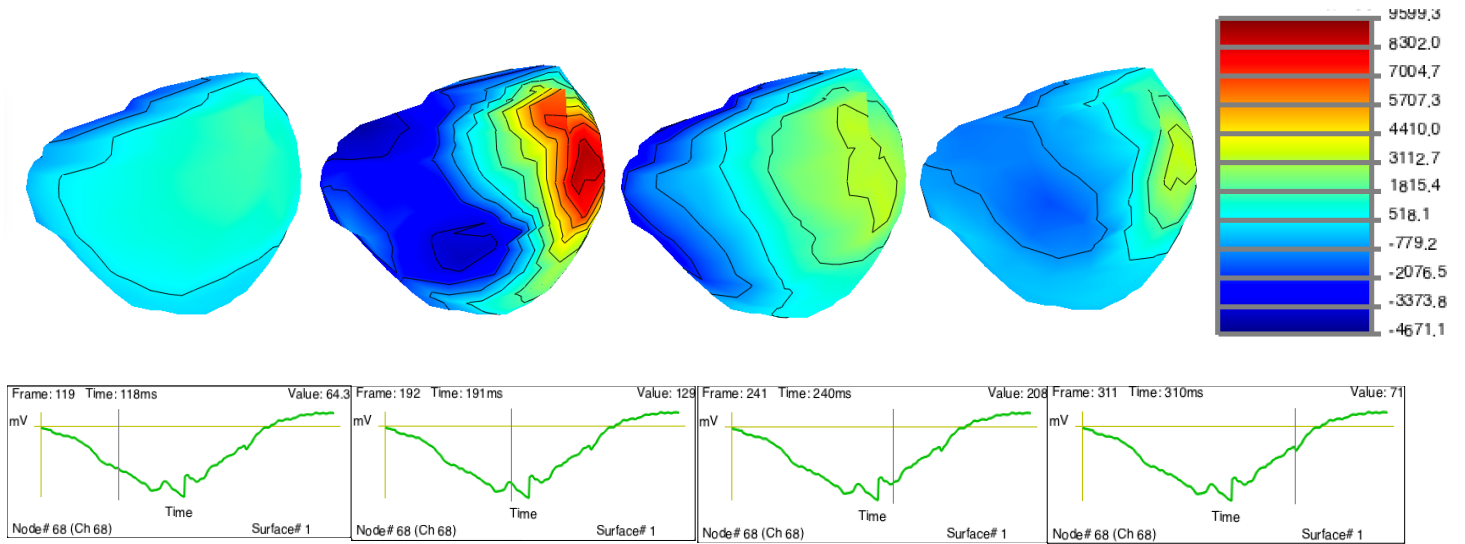 9599.3
8302.0
7004.7
5707.3
4410.0
3112.7
1815.4
518.1
-779.2
-2076.5
-3373.8
-4671.1
Frame: 119 Time: 118ms Value: 64.3
mV
Time
Node# 68 (Ch 68) Surface# 1
Frame: 192 Time: 191ms Value: 129
mV
Time
Node# 68 (Ch 68) Surface# 1
Frame: 241 Time: 240ms Value: 208
mV
Time
Node# 68 (Ch 68) Surface# 1
Frame: 311 Time: 310ms Value: 71
mV
Time
Node# 68 (Ch 68) Surface# 1